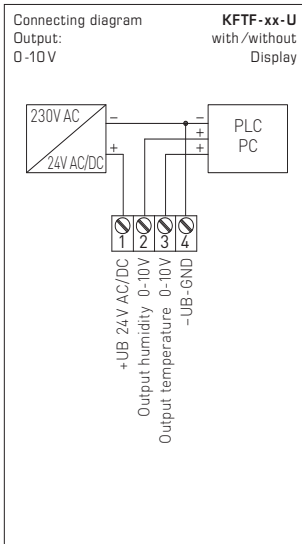 Connecting diagram
KFTF-xx-U
Output:
with/without
0-10V
Display
230V AC
–
–
+
PLC
PC
+
+
24V AC/DC
1
2
3
4
+UB 24V AC/DC
Output humidity 0-10V
Output temperature 0-10V
–UB-GND